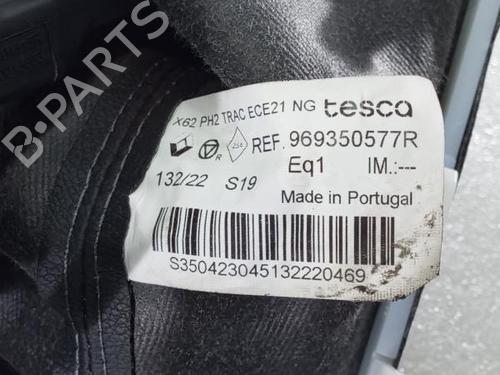 X62 PH2 TRAC ECE21 NG tesca
REF. 969350577R
132/22 S19 Eq1 IM.:---
Made in Portugal
S350423045132220469
B-PARTS